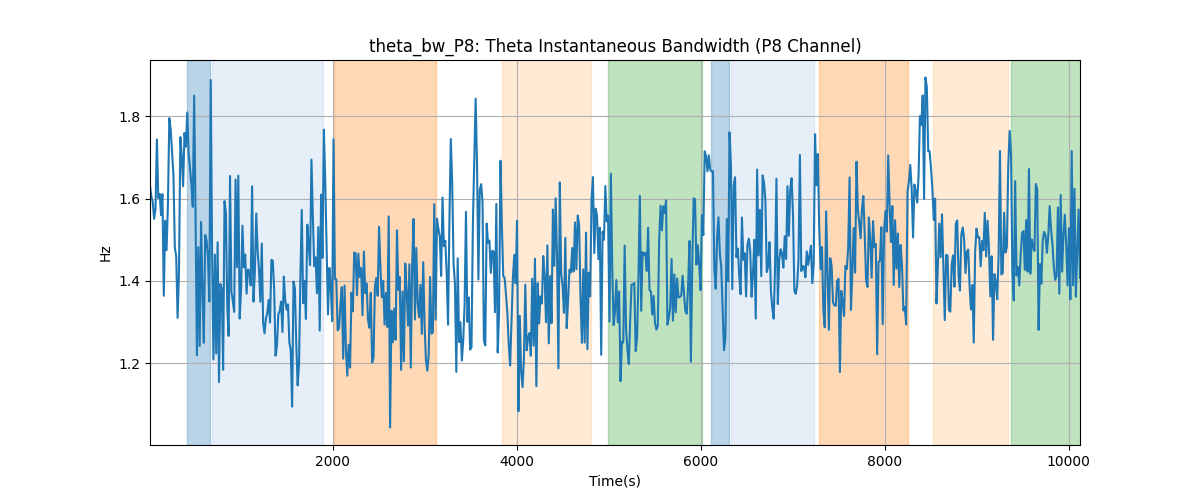 theta_bw_P8: Theta Instantaneous Bandwidth (P8 Channel)
Hz
1.8
1.6
1.4
1.2
2000 4000 6000 8000 10000
Time(s)